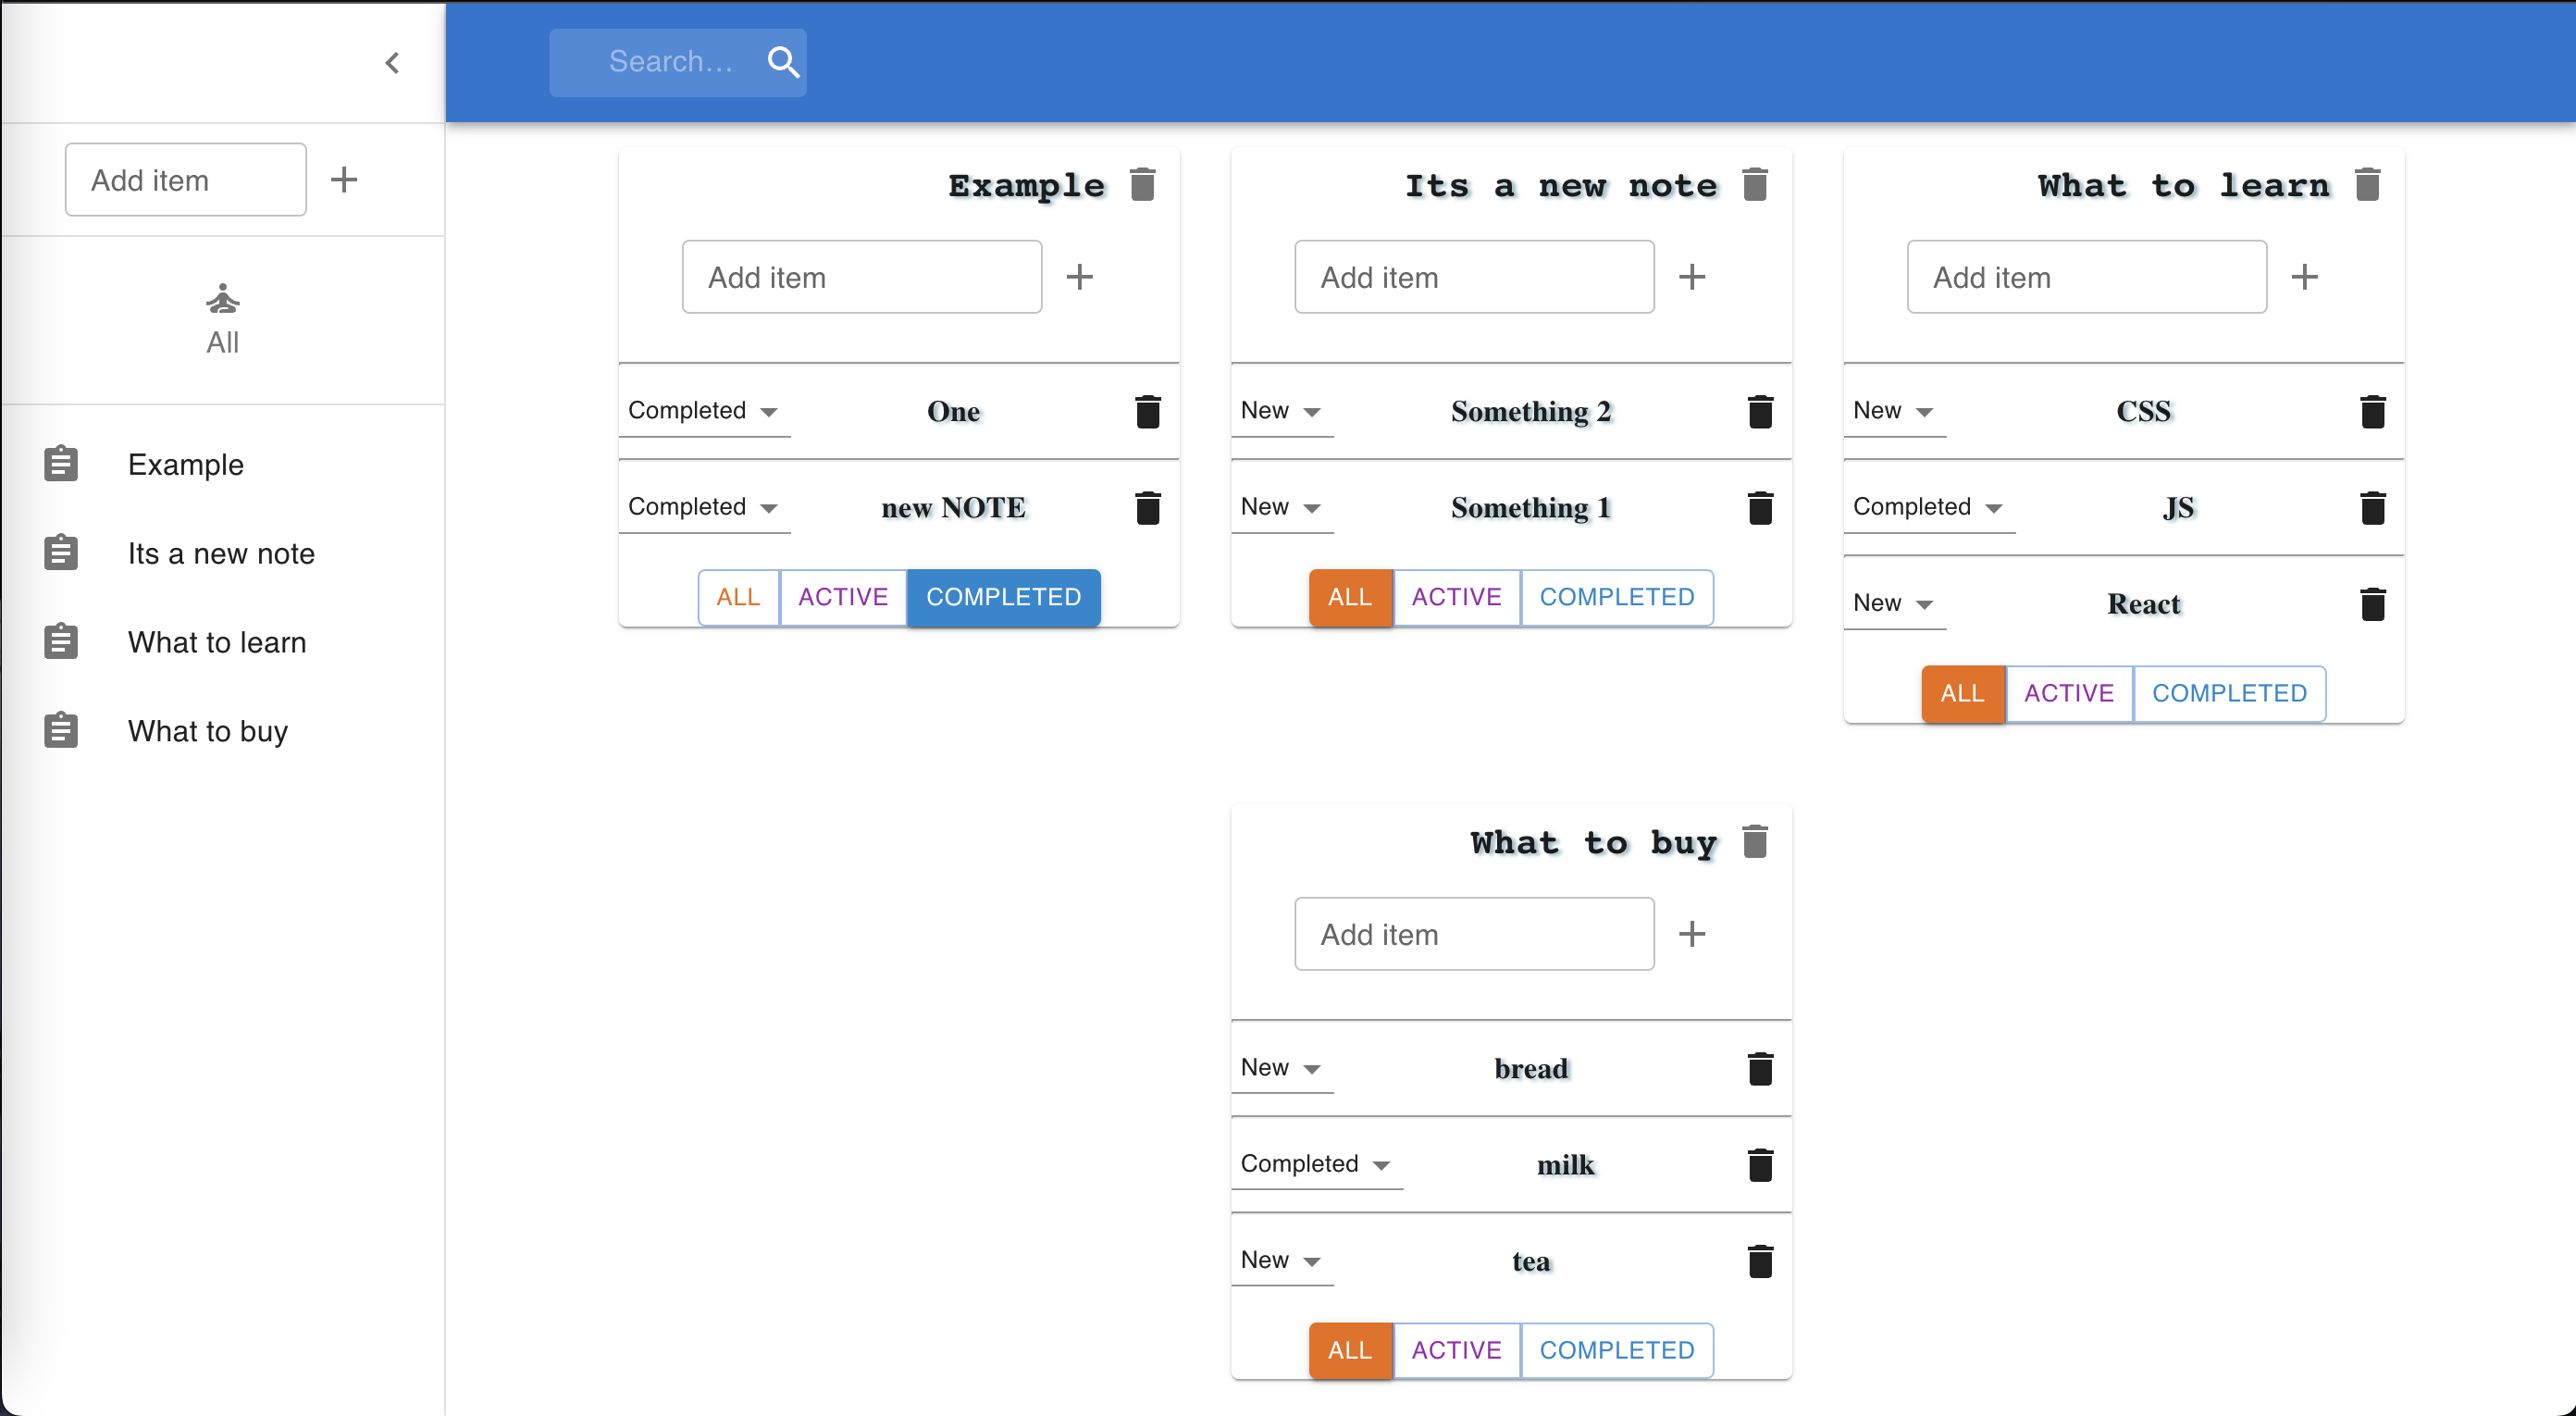 Search...
Add item
All
Example
Its a new note
What to learn
What to buy
Example
Add item
Completed One
Completed new NOTE
ALL ACTIVE COMPLETED
Its a new note
Add item
New Something 2
New Something 1
ALL ACTIVE COMPLETED
What to learn
Add item
New CSS
Completed JS
New React
ALL ACTIVE COMPLETED
What to buy
Add item
New bread
Completed milk
New tea
ALL ACTIVE COMPLETED